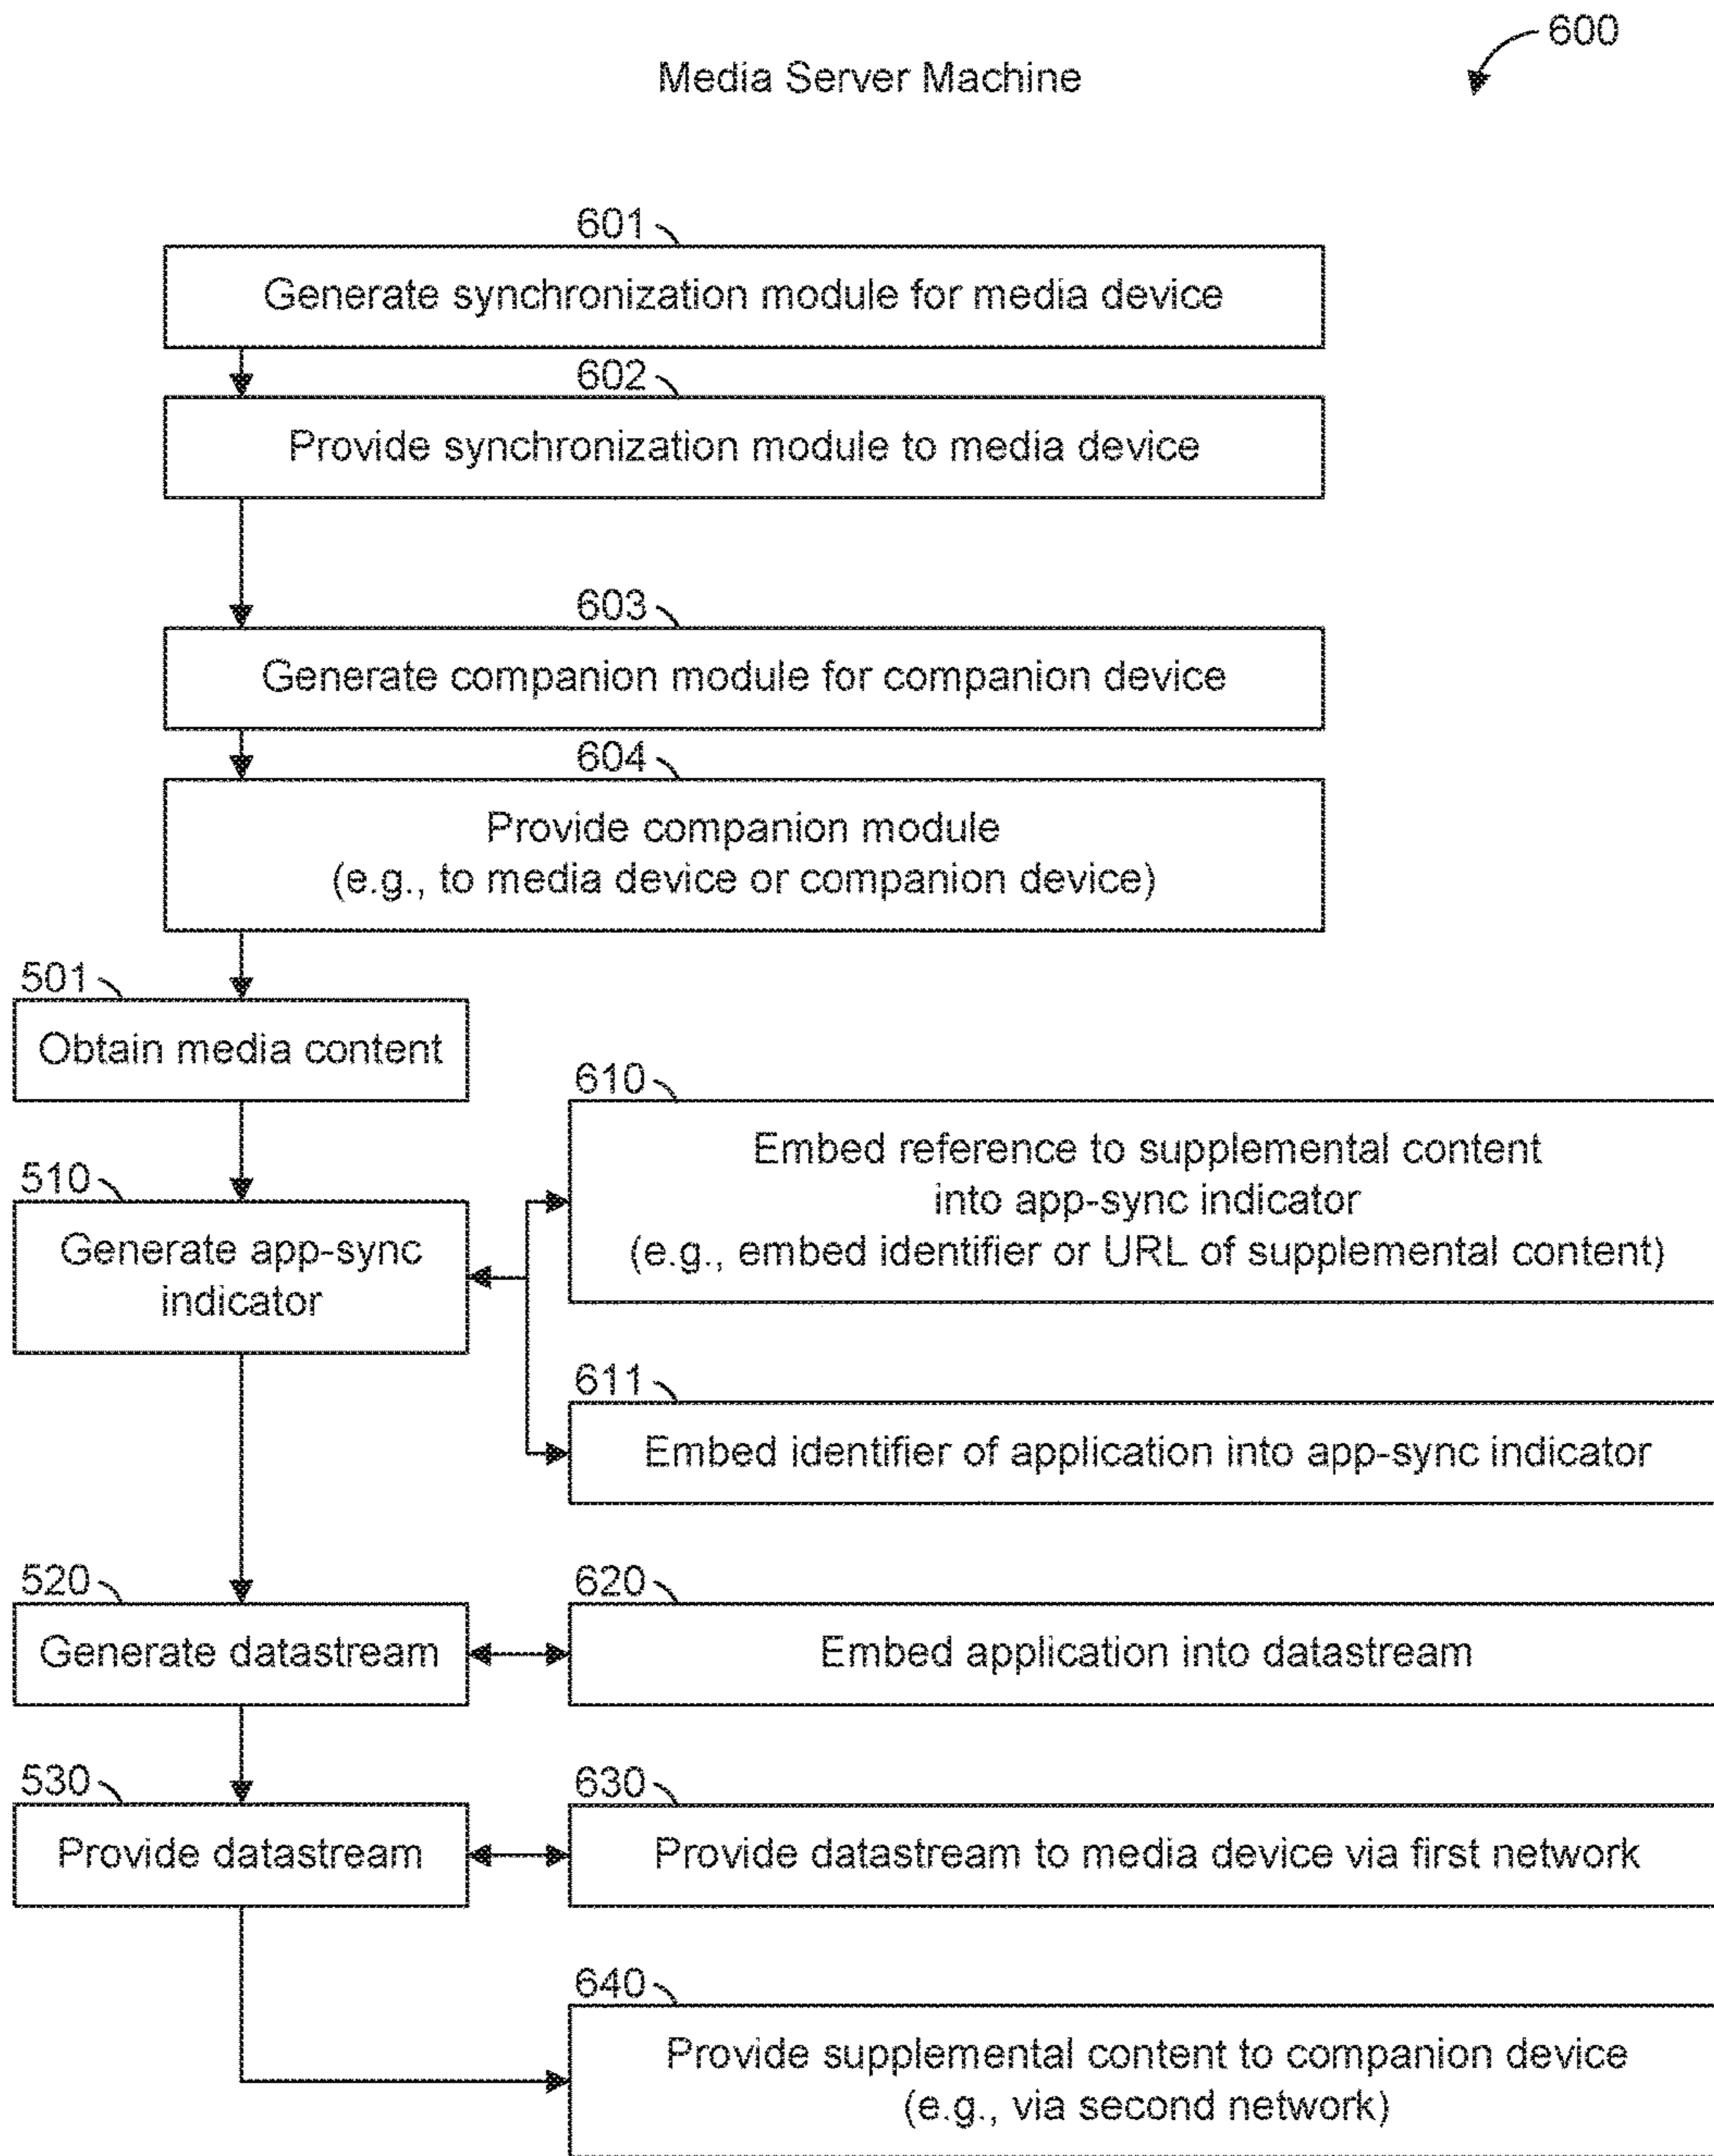 600
Media Server Machine
601
Generate synchronization module for media device
602
Provide synchronization module to media device
603
Generate companion module for companion device
604
Provide companion module
(e.g., to media device or companion device)
501
Obtain media content
610
Embed reference to supplemental content
into app-sync indicator
(e.g., embed identifier or URL of supplemental content)
510
Generate app-sync
indicator
611
Embed identifier of application into app-sync indicator
520
Generate datastream
620
Embed application into datastream
530
Provide datastream
630
Provide datastream to media device via first network
640
Provide supplemental content to companion device
(e.g., via second network)